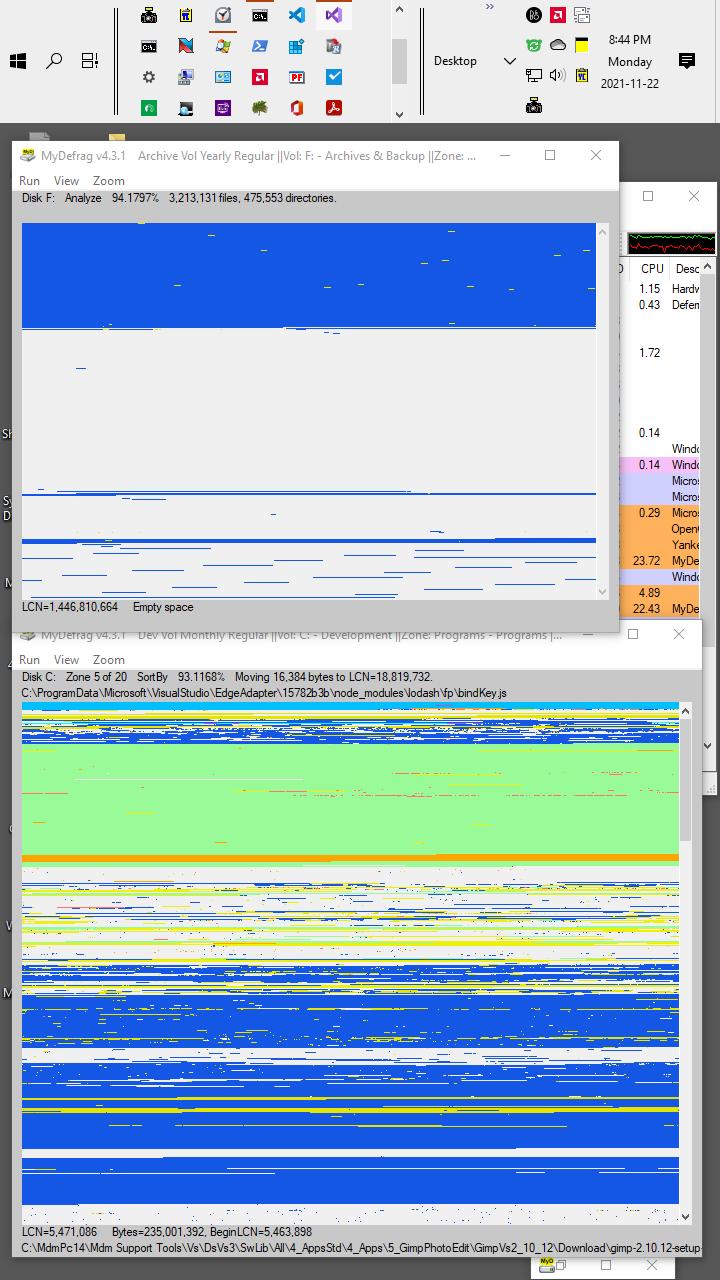 8:44 PM
Desktop
Monday
2021-11-22
MyDefrag v4.3.1 Archive Vol Yearly Regular ||Vol: F: - Archives & Backup ||Zone: ...
Run View Zoom
Disk F: Analyze 94.1797% 3,213,131 files, 475,553 directories.
CPU Desc
1.15 Hardw
0.43 Deferr
1.72
0.14
Windo
0.14 Windo
Micros
Micros
0.29 Micros
OpenC
Yanke
23.72 MyDe
Windo
4.89
22.43 MyDe
LCN=1,446,810,664 Empty space
MyDefrag v4.3.1 Dev Vol Monthly Regular ||Vol: C: - Development ||Zone: Programs - Programs |...
Run View Zoom
Disk C: Zone 5 of 20 SortBy 93.1168% Moving 16,384 bytes to LCN=18,819,732.
C:\ProgramData\Microsoft\VisualStudio\EdgeAdapter\15782b3b\node_modules\lodash\fp\bindKey.js
LCN=5,471,086 Bytes=235,001,392, BeginLCN=5,463,898
C:\MdmPc14\Mdm Support Tools\Vs\DsVs3\SwLib\All\4_AppsStd\4_Apps\5_GimpPhotoEdit\GimpVs2_10_12\Download\gimp-2.10.12-setup-